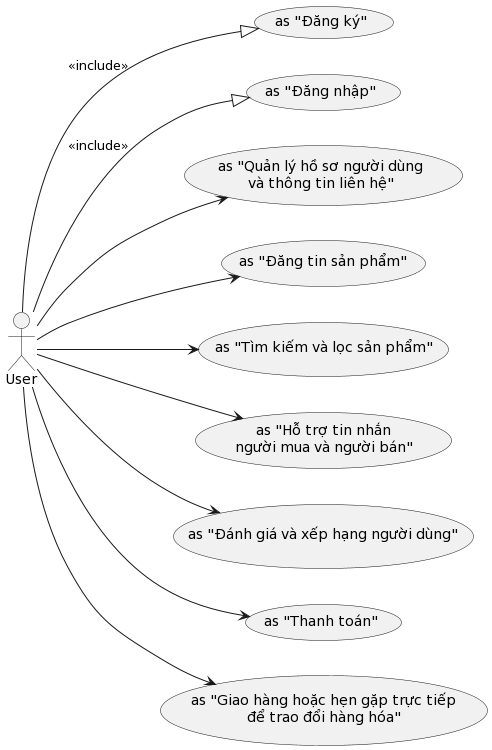 as "Đăng ký"
«include»
as "Đăng nhập"
«include»
as "Quản lý hồ sơ người dùng
và thông tin liên hệ"
as "Đăng tin sản phẩm"
as "Tìm kiếm và lọc sản phẩm"
User
as "Hỗ trợ tin nhắn
người mua và người bán"
as "Đánh giá và xếp hạng người dùng"
as "Thanh toán"
as "Giao hàng hoặc hẹn gặp trực tiếp
để trao đổi hàng hóa"